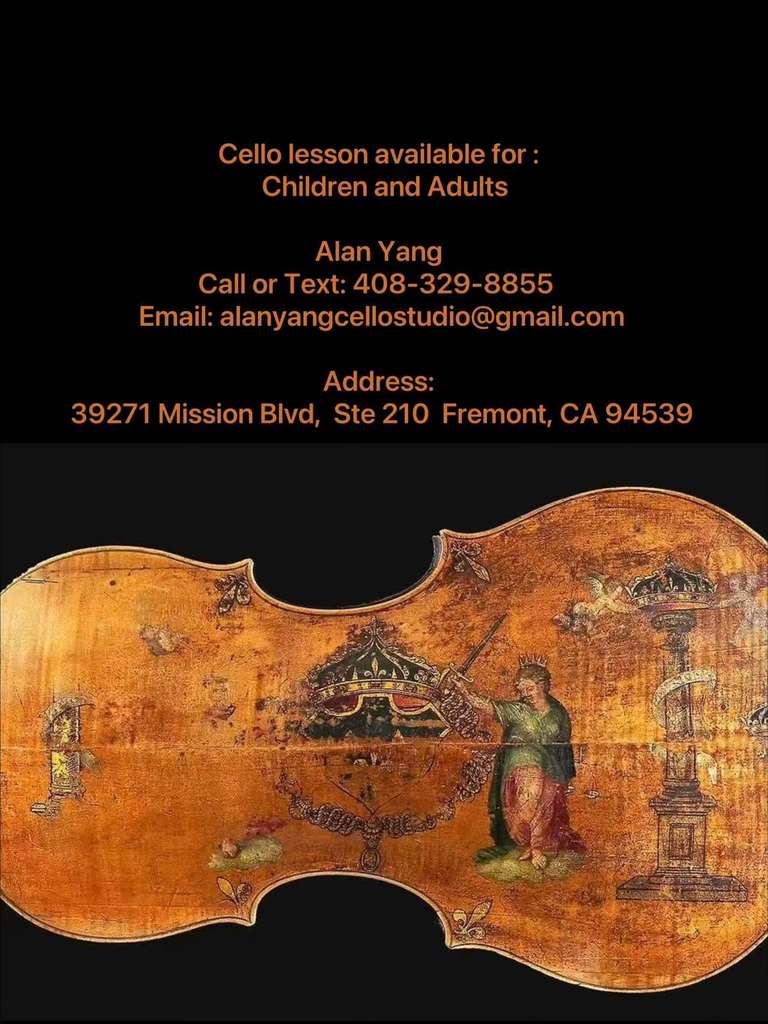 Cello lesson available for :
Children and Adults
Alan Yang
Call or Text: 408-329-8855
Email: alanyangcellostudio@gmail.com
Address:
39271 Mission Blvd,  Ste 210  Fremont, CA 94539